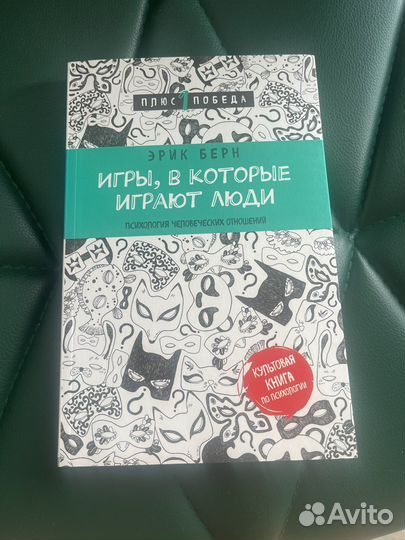 ПЛЮС 1 ПОБЕДА
ЭРИК БЕРН
ИГРЫ, В КОТОРЫЕ
ИГРАЮТ ЛЮДИ
ПСИХОЛОГИЯ ЧЕЛОВЕЧЕСКИХ ОТНОШЕНИЙ
КУЛЬТОВАЯ
КНИГА
ПО ПСИХОЛОГИИ
Avito